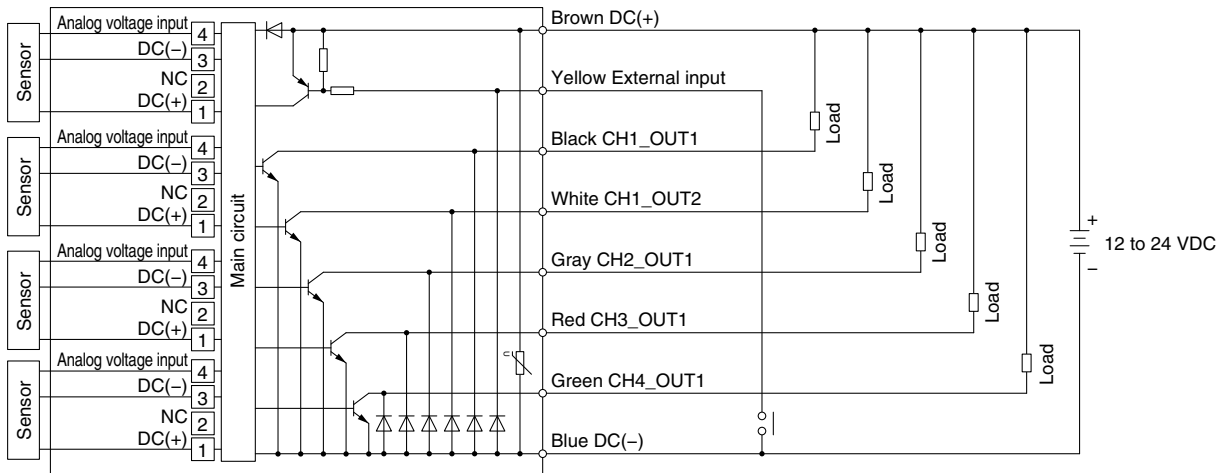 Sensor
Analog voltage input 4
DC(−) 3
NC 2
DC(+) 1
Sensor
Analog voltage input 4
DC(−) 3
NC 2
DC(+) 1
Sensor
Analog voltage input 4
DC(−) 3
NC 2
DC(+) 1
Sensor
Analog voltage input 4
DC(−) 3
NC 2
DC(+) 1
Main circuit
Brown DC(+)
Yellow External input
Black CH1_OUT1
White CH1_OUT2
Gray CH2_OUT1
Red CH3_OUT1
Green CH4_OUT1
Blue DC(−)
Load
Load
Load
Load
Load
+
12 to 24 VDC
−